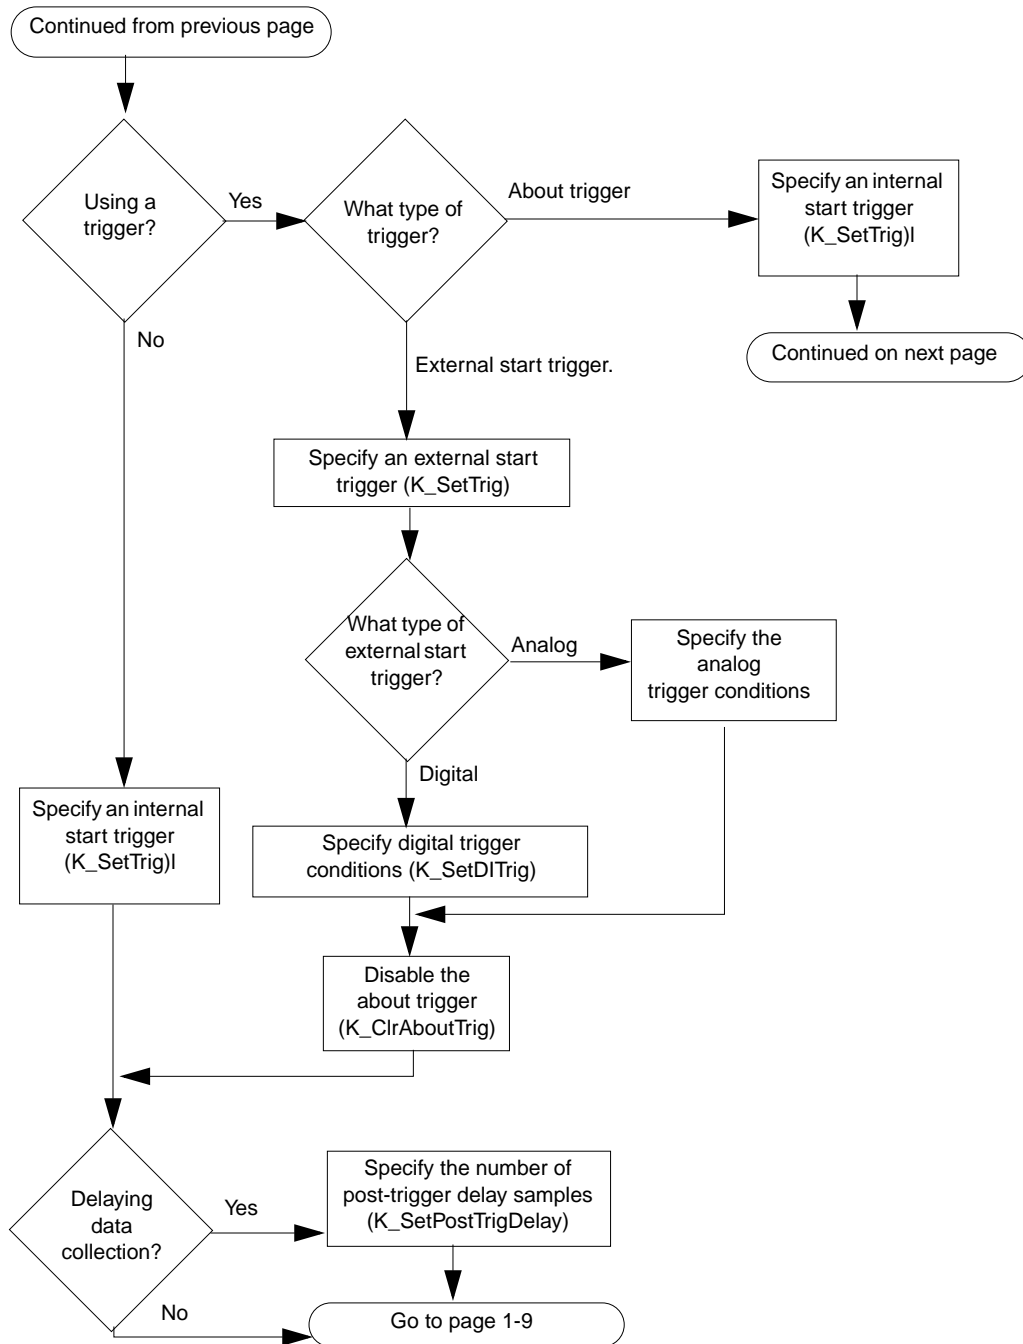 Continued from previous page
Using a
trigger?
Yes
What type of
trigger?
About trigger
Specify an internal
start trigger
(K_SetTrig)l
No
Continued on next page
External start trigger.
Specify an external start
trigger (K_SetTrig)
What type of
external start
trigger?
Analog
Specify the
analog
trigger conditions
Digital
Specify an internal
start trigger
(K_SetTrig)l
Specify digital trigger
conditions (K_SetDITrig)
Disable the
about trigger
(K_ClrAboutTrig)
Delaying
data
collection?
Yes
Specify the number of
post-trigger delay samples
(K_SetPostTrigDelay)
No
Go to page 1-9